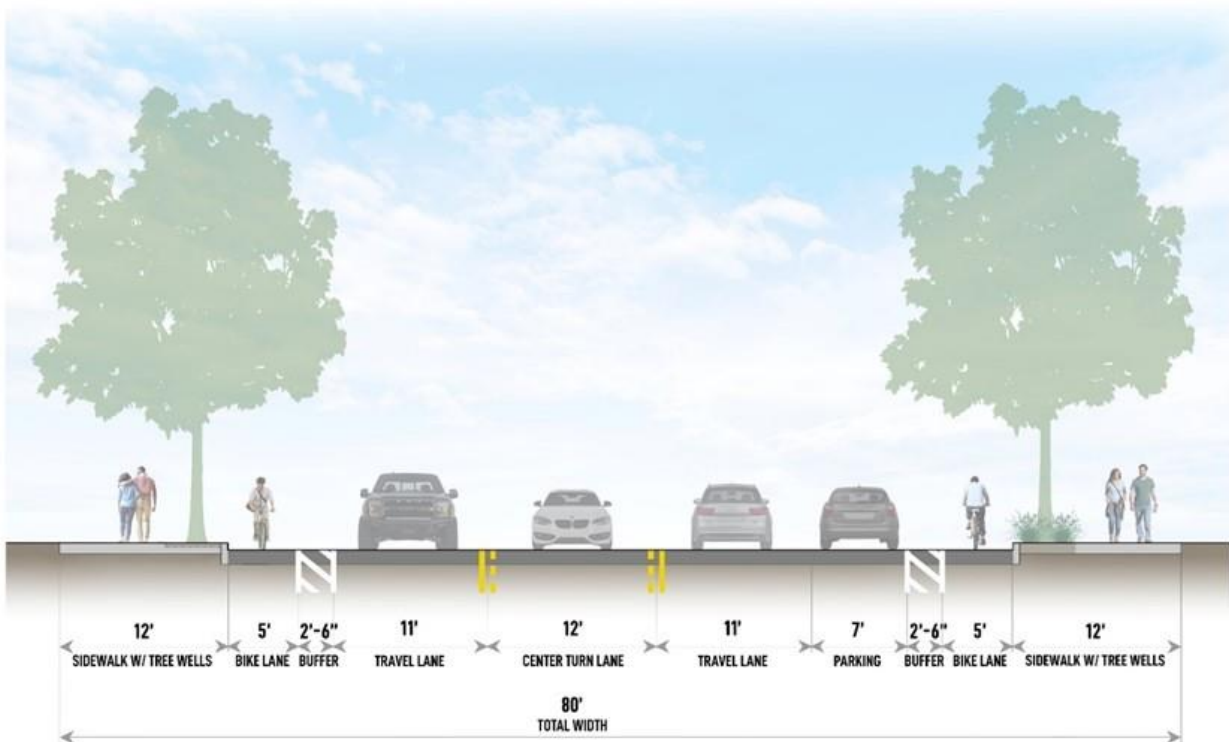 12' 5' 2'-6" 11' 12' 11' 7' 2'-6" 5' 12'
SIDEWALK W/ TREE WELLS BIKE LANE BUFFER TRAVEL LANE CENTER TURN LANE TRAVEL LANE PARKING BUFFER BIKE LANE SIDEWALK W/ TREE WELLS
80'
TOTAL WIDTH